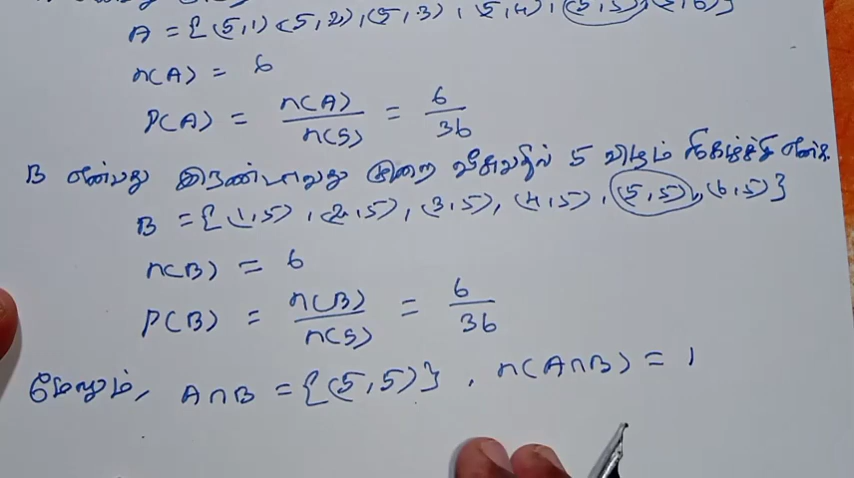 A = {(5,1) (5,2), (5,3), (5,4), (5,5), (5,6)}
n(A) = 6
P(A) = n(A) / n(S) = 6 / 36
B என்பது இரண்டாவது முறை வீசுவதில் 5 விழும் நிகழ்ச்சி என்க.
B = {(1,5), (2,5), (3,5), (4,5), (5,5), (6,5)}
n(B) = 6
P(B) = n(B) / n(S) = 6 / 36
மேலும், A∩B = {(5,5)}, n(A∩B) = 1